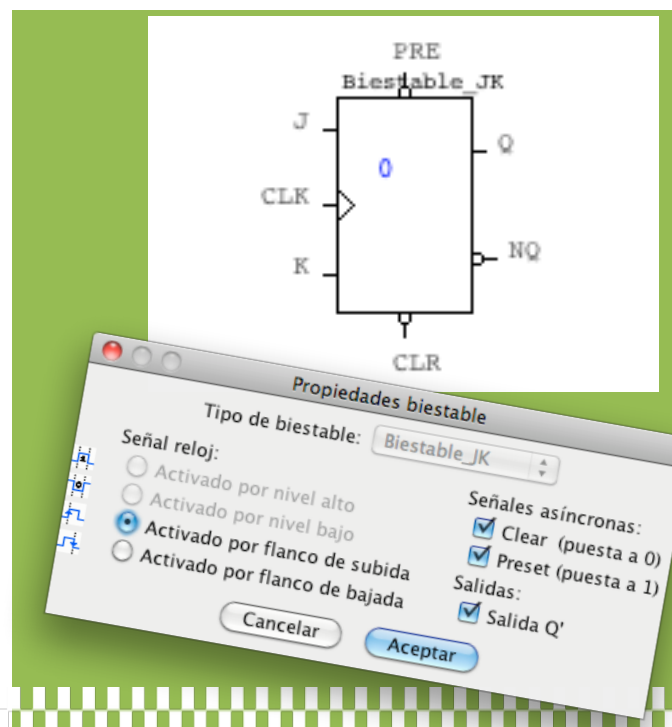 PRE
Biestable_JK
J
Q
0
CLK
NQ
K
CLR
Propiedades biestable
Tipo de biestable: Biestable_JK
Señal reloj:
Activado por nivel alto
Activado por nivel bajo
Activado por flanco de subida
Activado por flanco de bajada
Señales asíncronas:
Clear (puesta a 0)
Preset (puesta a 1)
Salidas:
Salida Q'
Cancelar
Aceptar